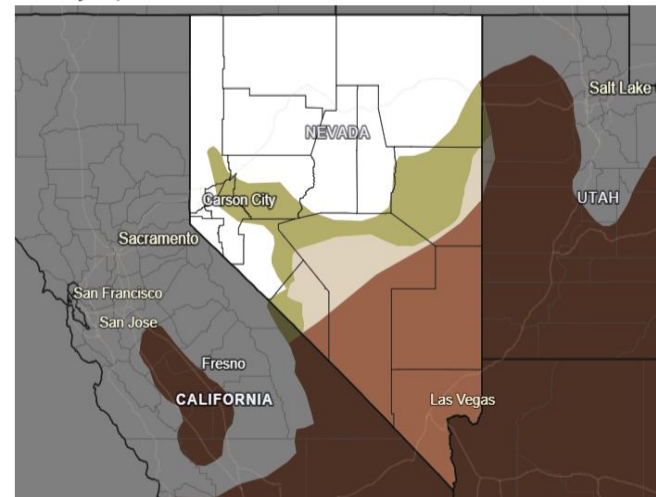 Salt Lake
NEVADA
UTAH
Carson City
Sacramento
San Francisco
San Jose
Fresno
CALIFORNIA
Las Vegas